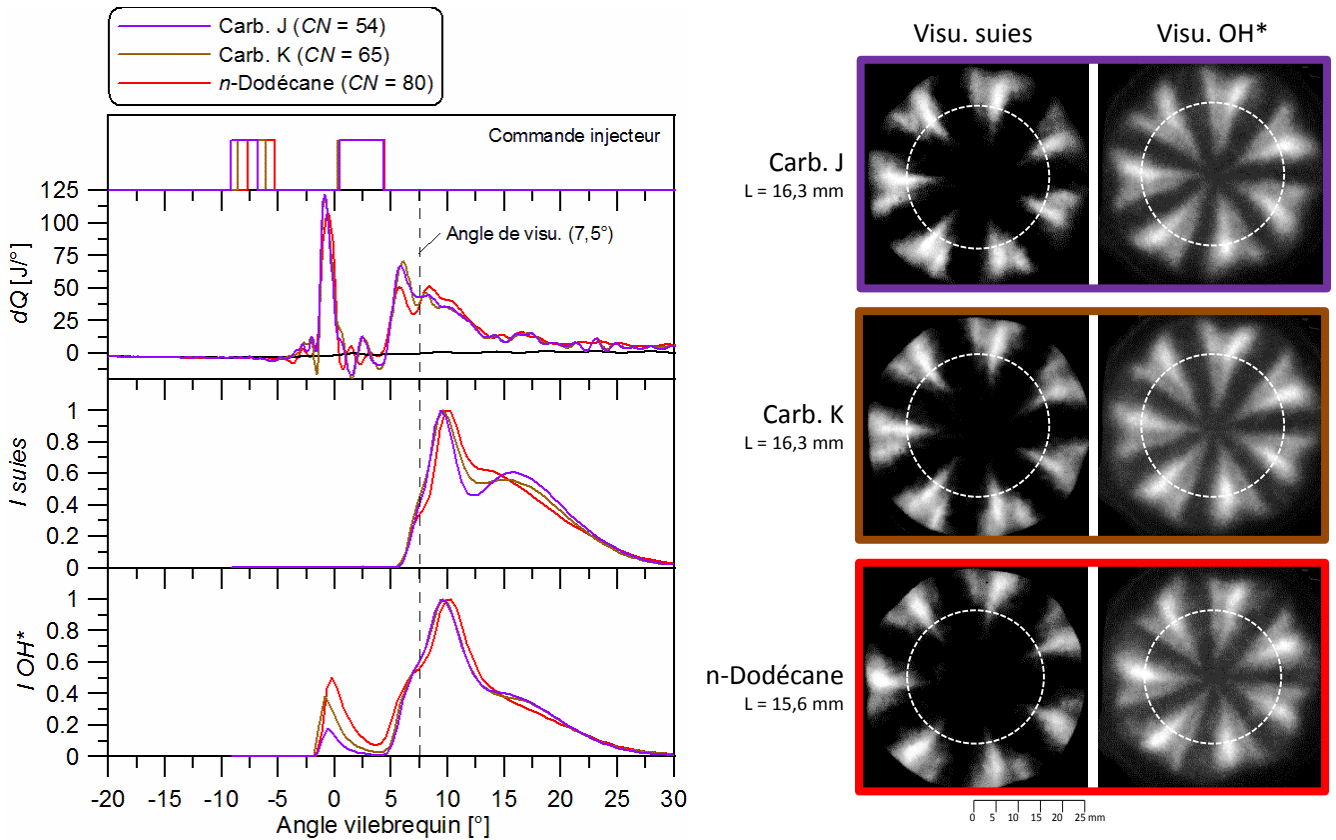 Carb. J (CN = 54)
Carb. K (CN = 65)
n-Dodécane (CN = 80)
Commande injecteur
125
100
75
50
25
0
dQ [J/°]
Angle de visu. (7,5°)
1
0.8
0.6
0.4
0.2
0
I suies
1
0.8
0.6
0.4
0.2
0
I OH*
-20 -15 -10 -5 0 5 10 15 20 25 30
Angle vilebrequin [°]
Visu. suies Visu. OH*
Carb. J
L = 16,3 mm
Carb. K
L = 16,3 mm
n-Dodécane
L = 15,6 mm
0 5 10 15 20 25 mm